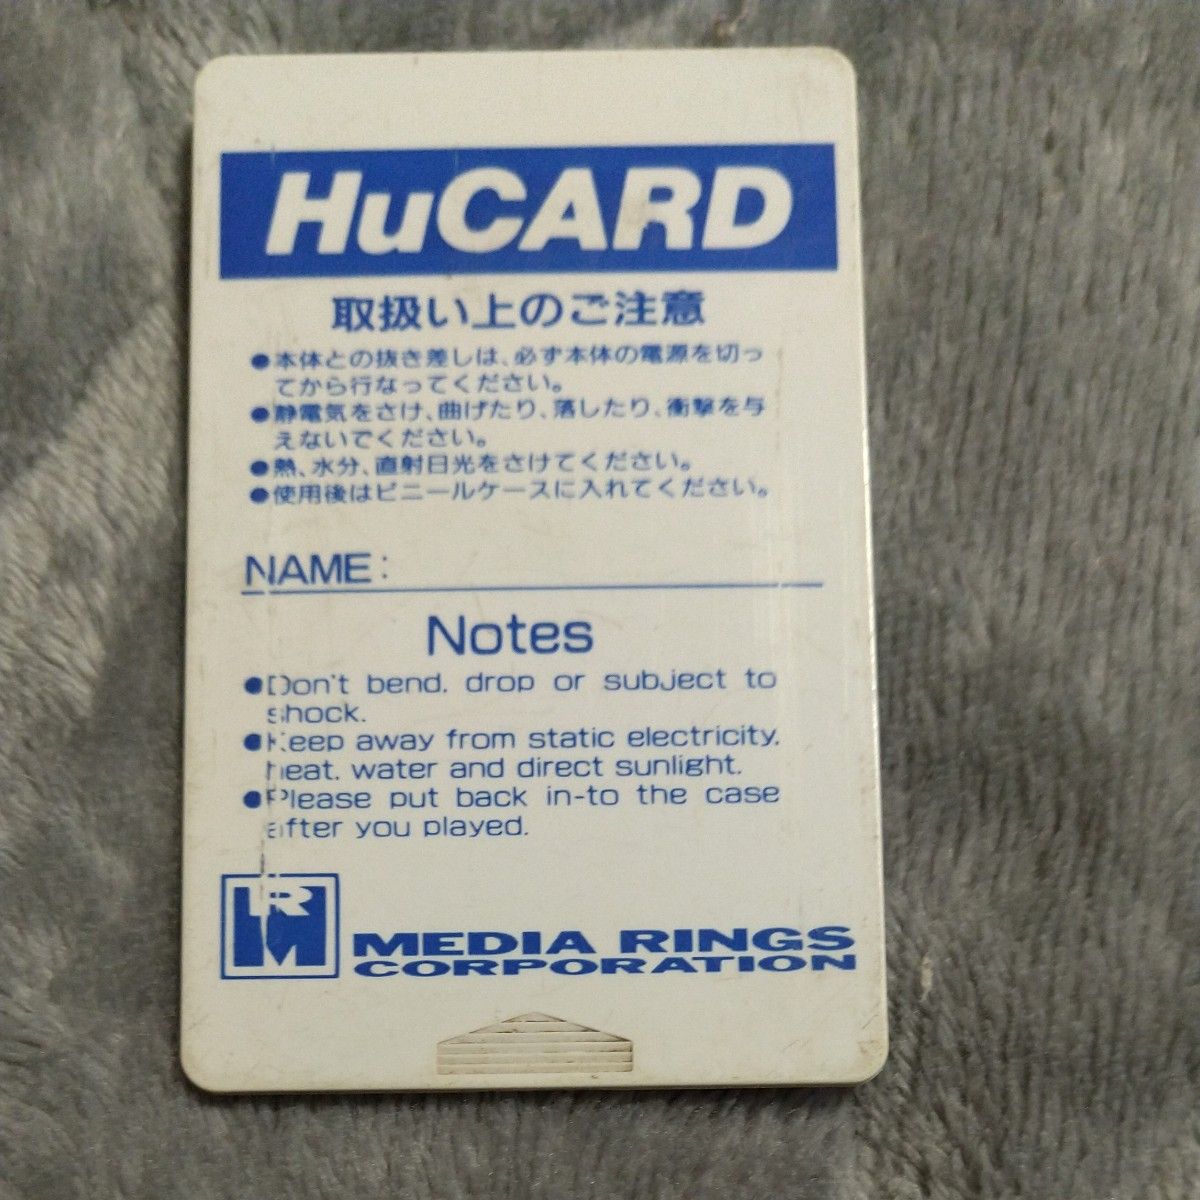 HuCARD
取扱い上のご注意
●本体との抜き差しは、必ず本体の電源を切っ
てから行なってください。
●静電気をさけ、曲げたり、落したり、衝撃を与
えないでください。
●熱、水分、直射日光をさけてください。
●使用後はビニールケースに入れてください。
NAME:
Notes
●Don't bend, drop or subject to
shock.
●Keep away from static electricity,
heat, water and direct sunlight.
●Please put back in-to the case
after you played.
RM
MEDIA RINGS
CORPORATION